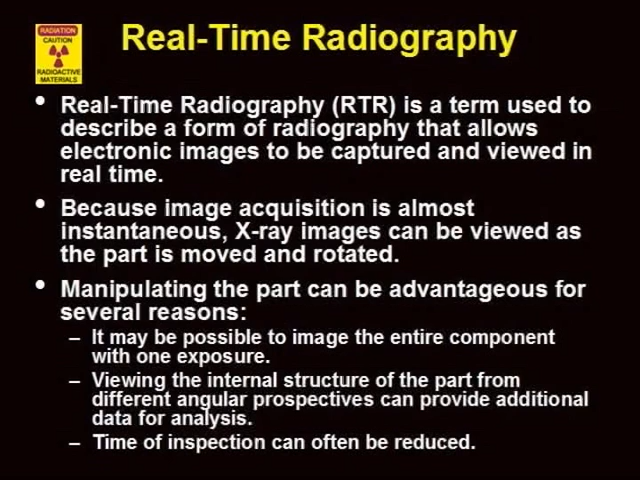 RADIATION
CAUTION
RADIOACTIVE
MATERIALS
Real-Time Radiography
• Real-Time Radiography (RTR) is a term used to
describe a form of radiography that allows
electronic images to be captured and viewed in
real time.
• Because image acquisition is almost
instantaneous, X-ray images can be viewed as
the part is moved and rotated.
• Manipulating the part can be advantageous for
several reasons:
– It may be possible to image the entire component
with one exposure.
– Viewing the internal structure of the part from
different angular prospectives can provide additional
data for analysis.
– Time of inspection can often be reduced.